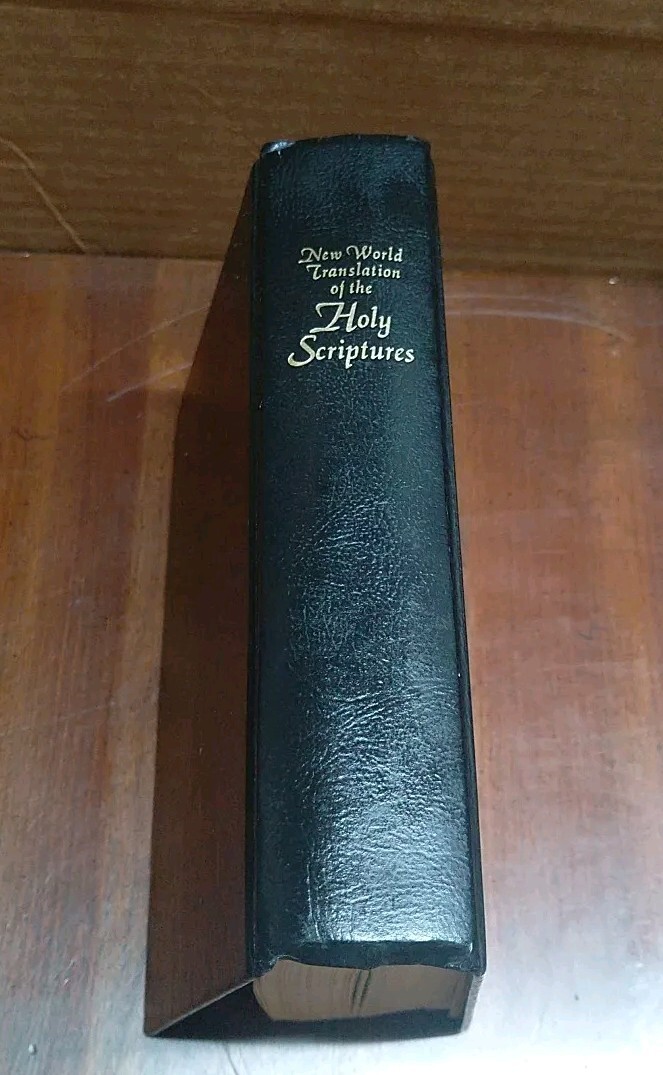 New World
Translation
of the
Holy
Scriptures